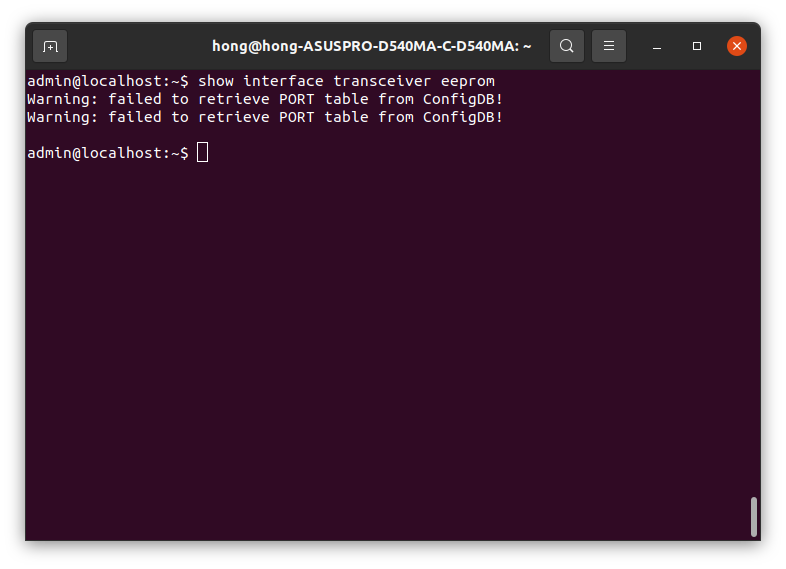 hong@hong-ASUSPRO-D540MA-C-D540MA: ~
admin@localhost:~$ show interface transceiver eeprom
Warning: failed to retrieve PORT table from ConfigDB!
Warning: failed to retrieve PORT table from ConfigDB!
admin@localhost:~$